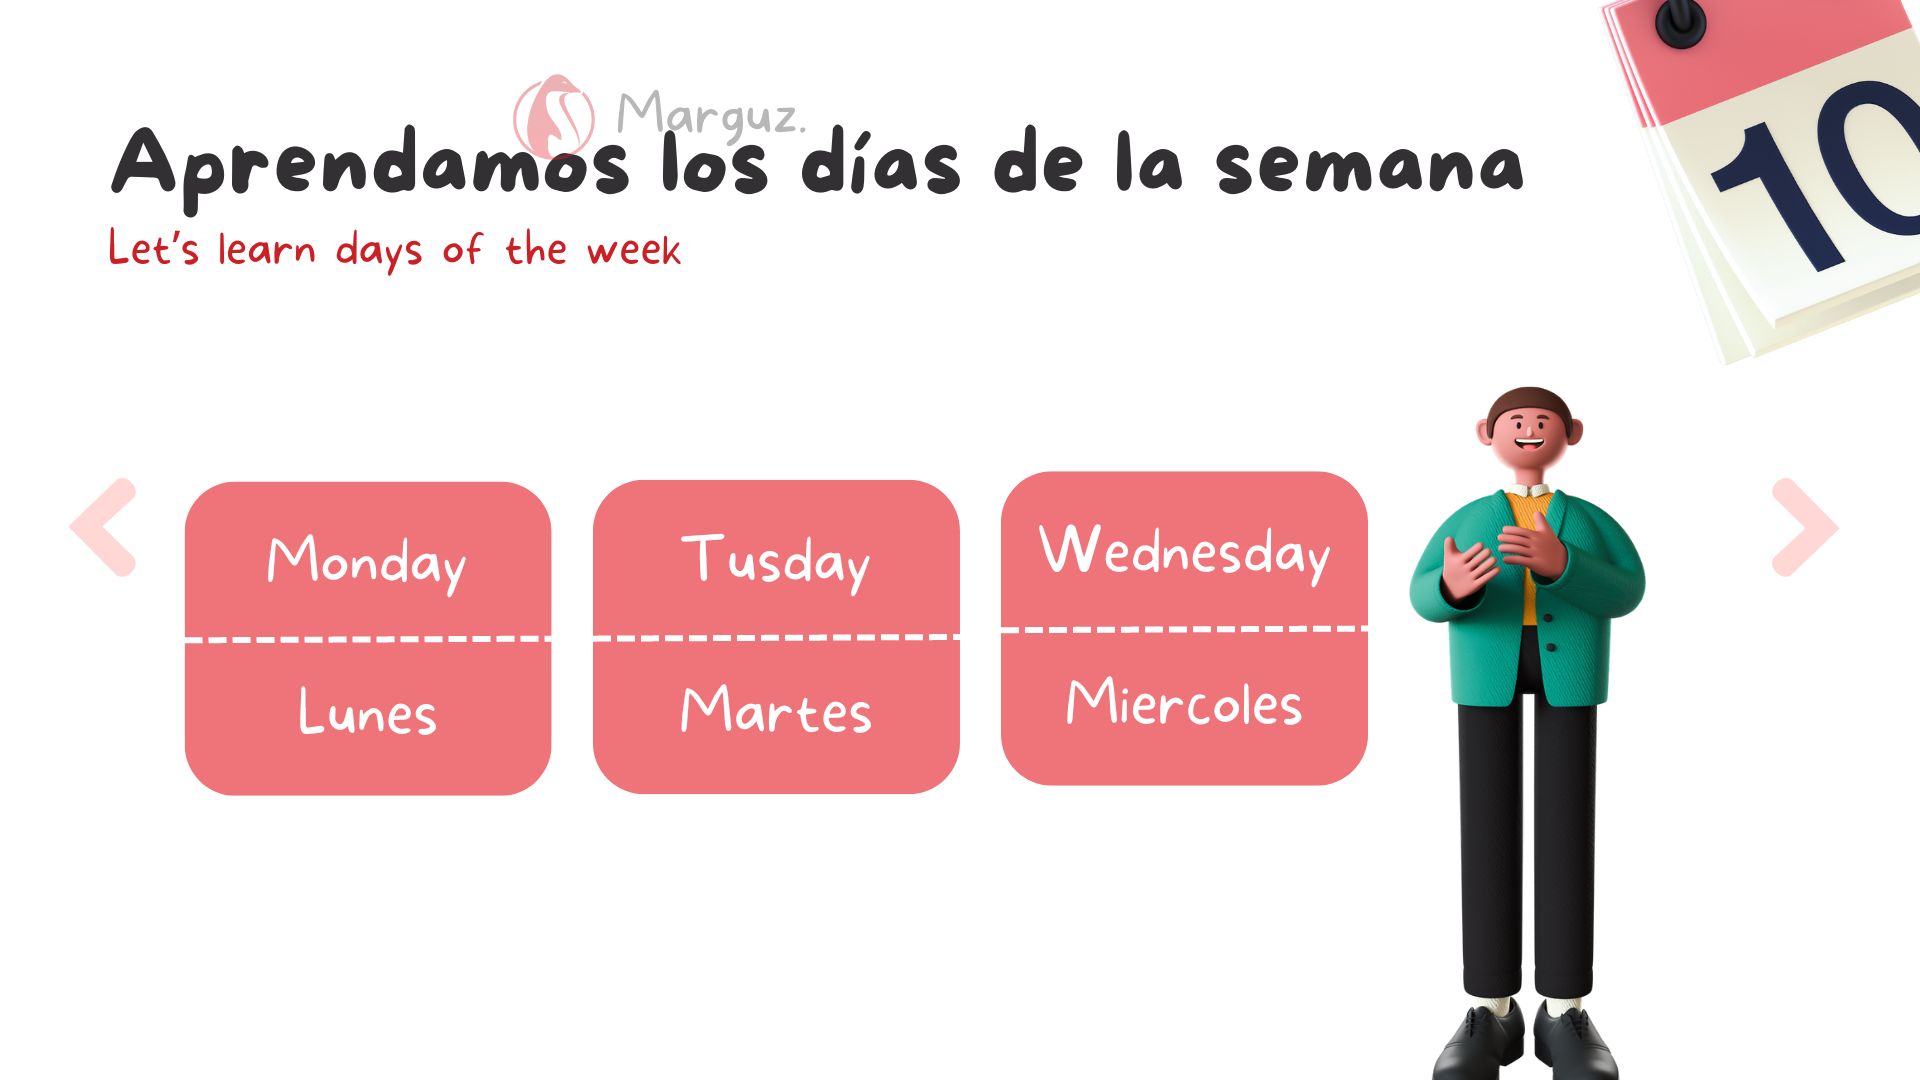 Marguz.
Aprendamos los días de la semana
Let's learn days of the week
10
Monday
Lunes
Tusday
Martes
Wednesday
Miercoles